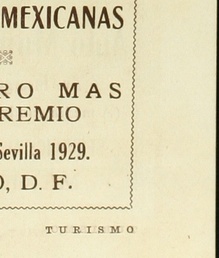 MEXICANAS
RO MAS
REMIO
Sevilla 1929.
O, D. F.
TURISMO